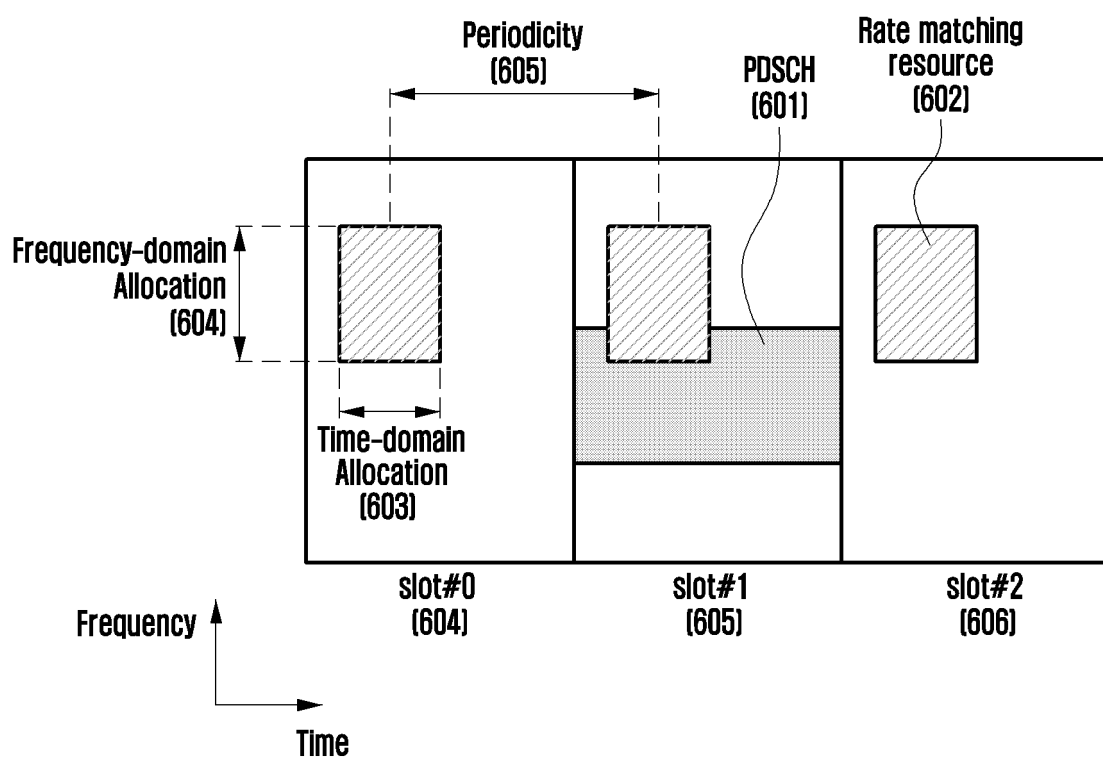 Periodicity
(605)
PDSCH
(601)
Rate matching
resource
(602)
Frequency-domain
Allocation
(604)
Time-domain
Allocation
(603)
slot#0
(604)
slot#1
(605)
slot#2
(606)
Frequency
Time